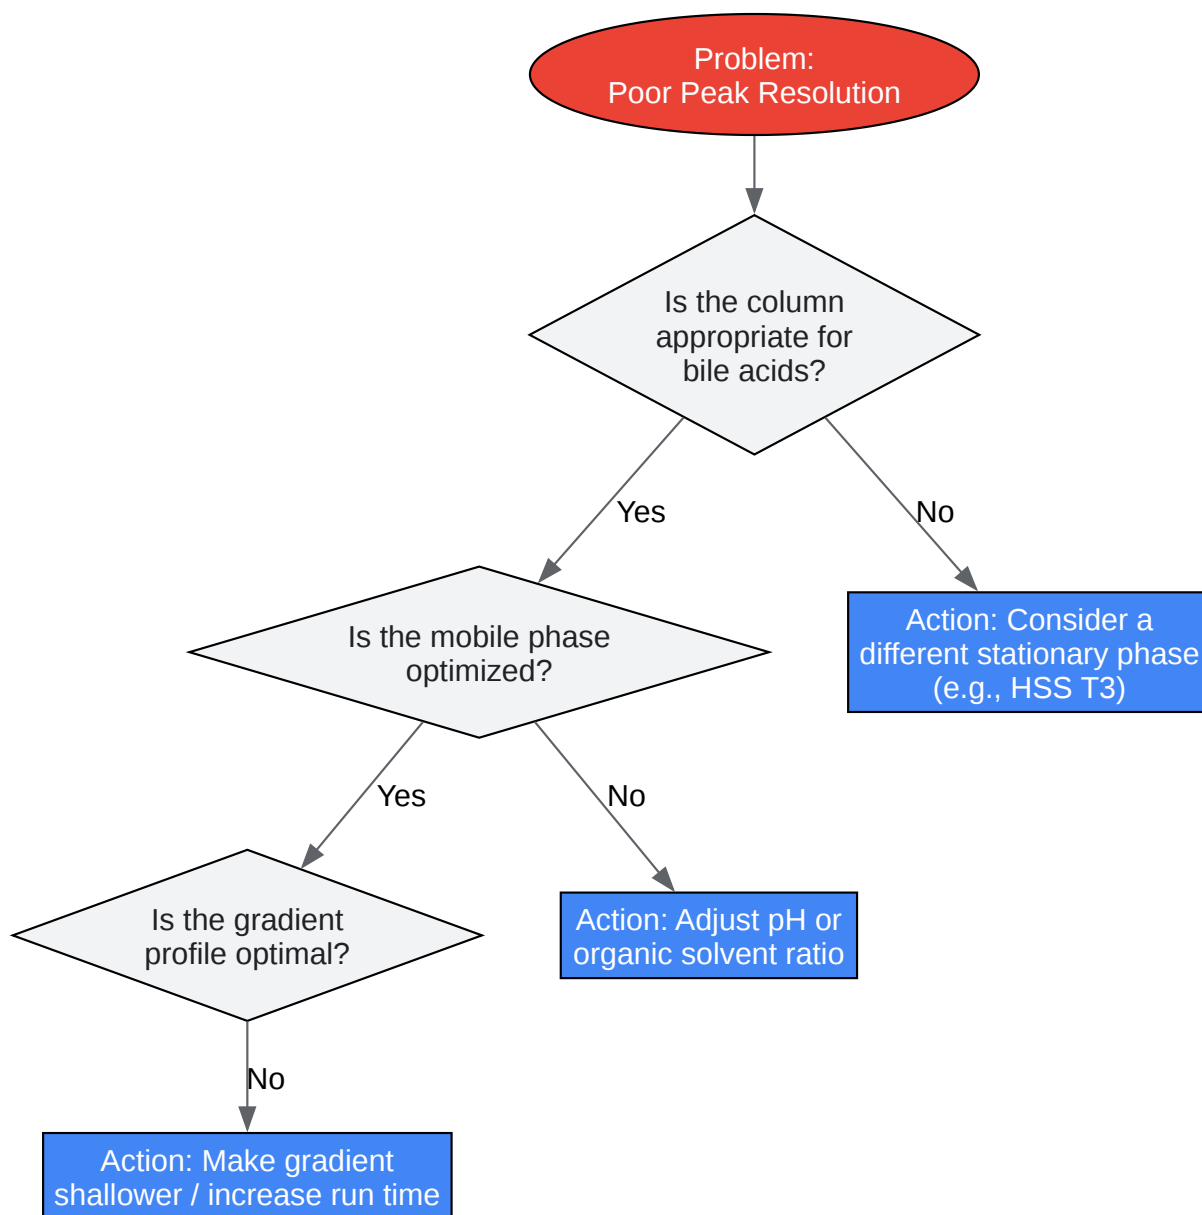 Problem:
Poor Peak Resolution
Is the column
appropriate for
bile acids?
Yes
No
Is the mobile phase
optimized?
Action: Consider a
different stationary phase
(e.g., HSS T3)
Yes
No
Is the gradient
profile optimal?
Action: Adjust pH or
organic solvent ratio
No
Action: Make gradient
shallower / increase run time